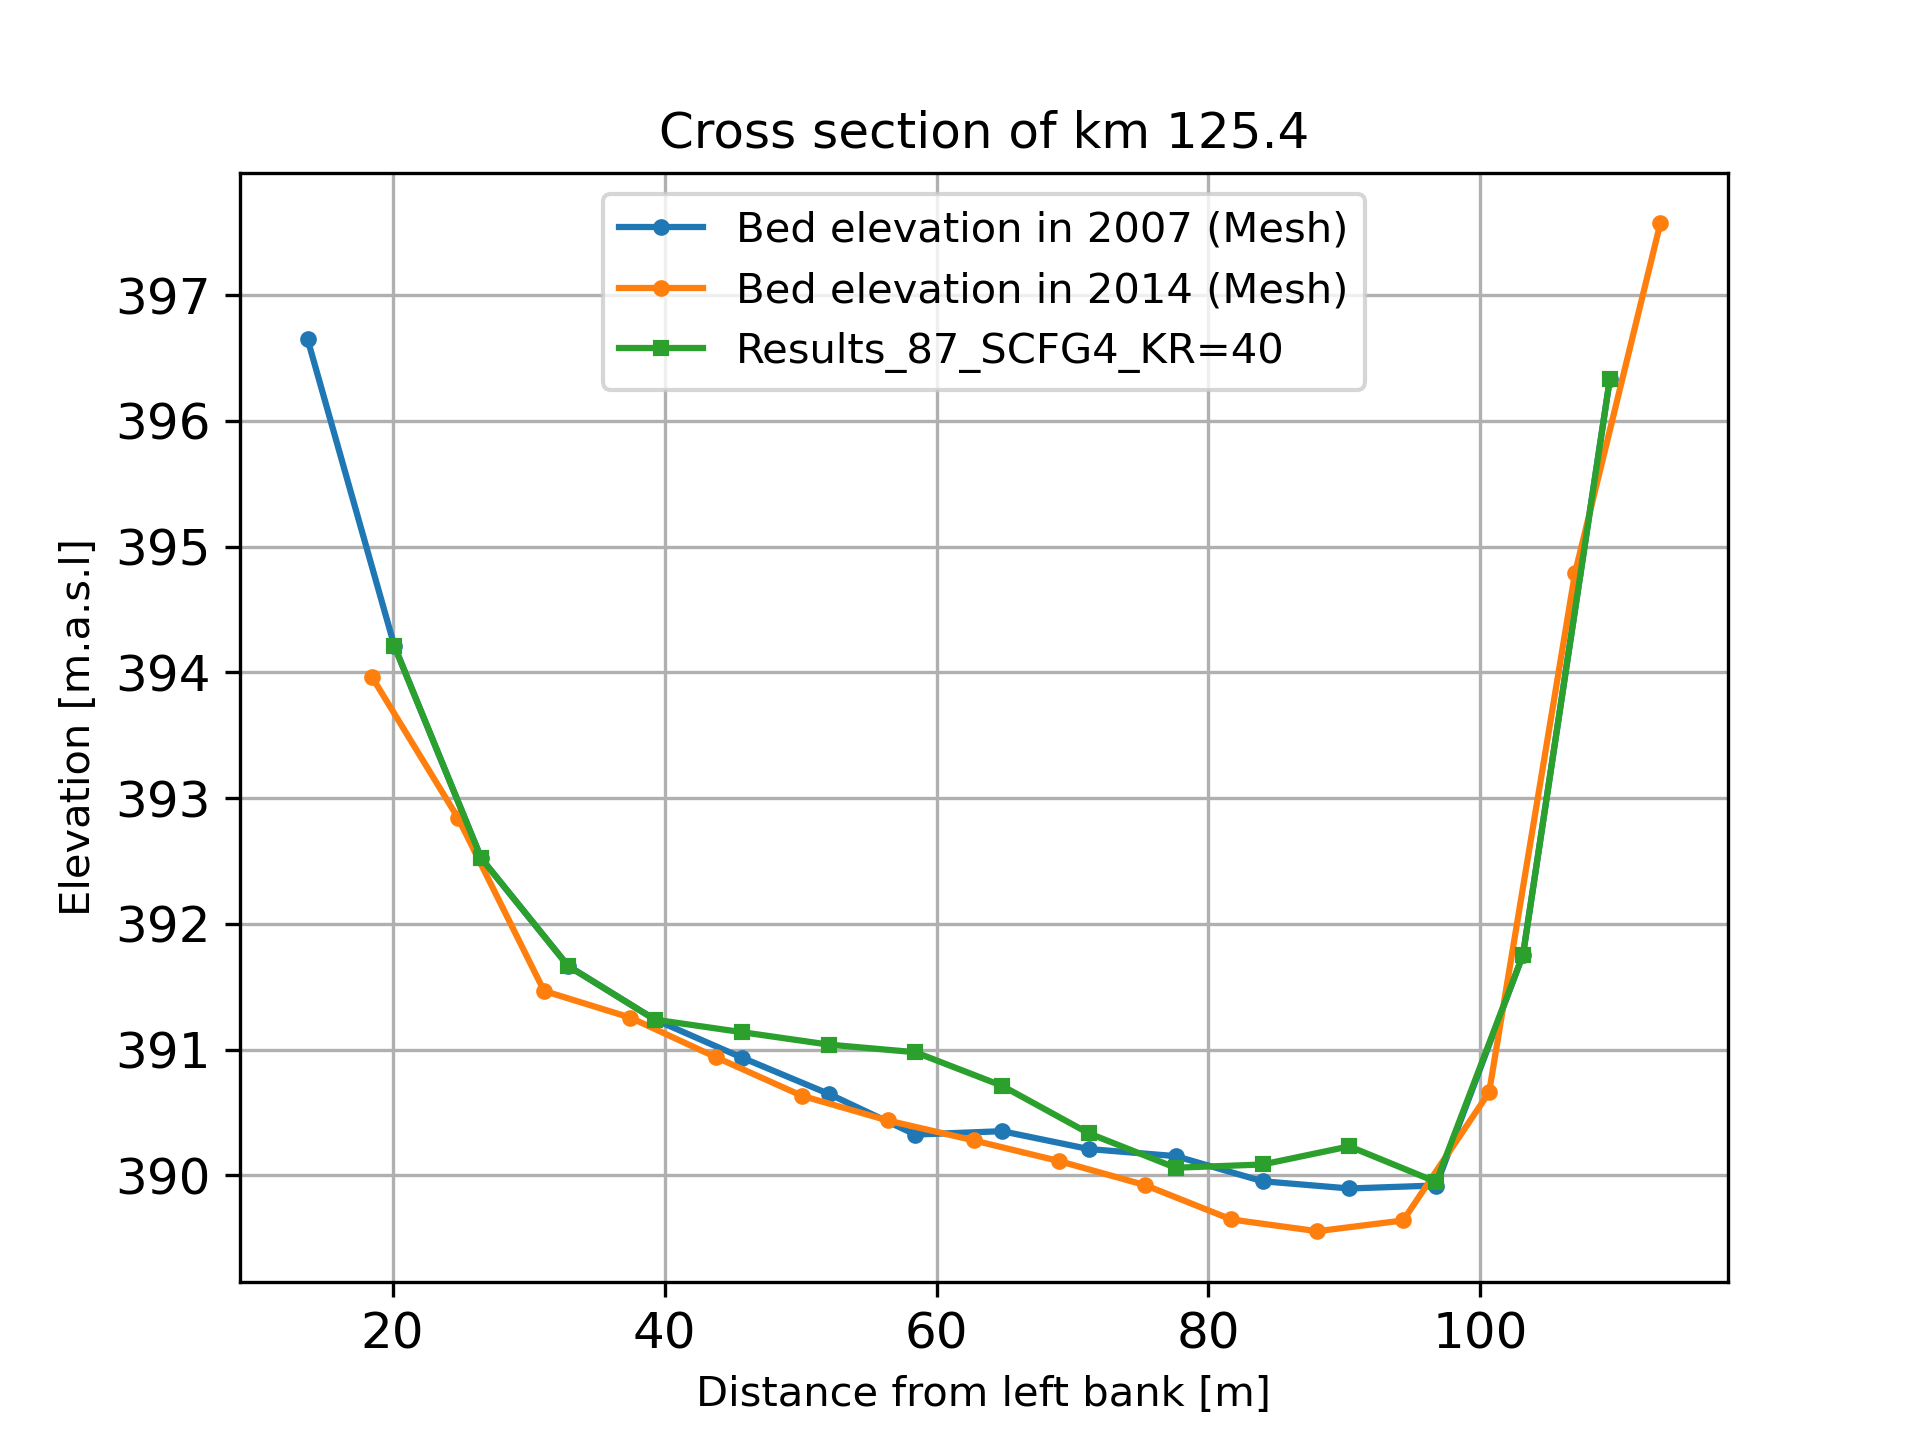 Cross section of km 125.4
Bed elevation in 2007 (Mesh)
Bed elevation in 2014 (Mesh)
Results_87_SCFG4_KR=40
397
396
395
394
393
392
391
390
Elevation [m.a.s.l]
20 40 60 80 100
Distance from left bank [m]